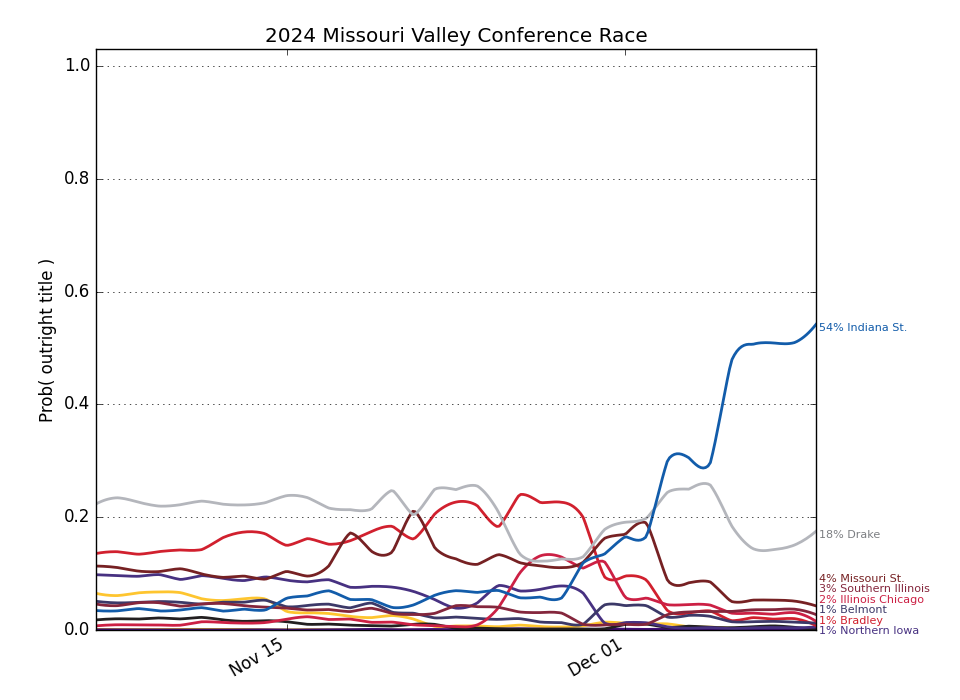 2024 Missouri Valley Conference Race
Prob( outright title )
1.0
0.8
0.6
0.4
0.2
0.0
Nov 15
Dec 01
54% Indiana St.
18% Drake
4% Missouri St.
3% Southern Illinois
2% Illinois Chicago
1% Belmont
1% Bradley
1% Northern Iowa